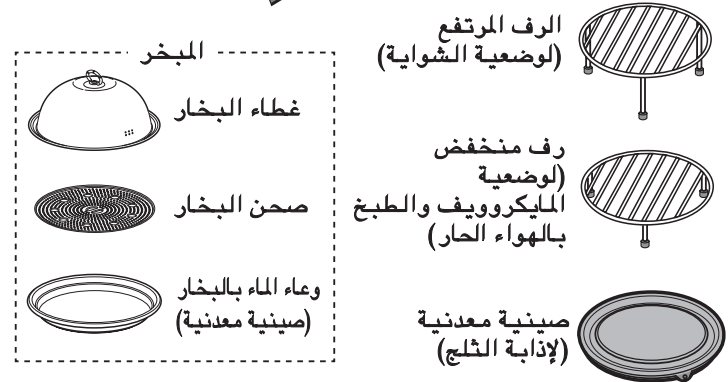 الرف المرتفع
(لوضعية الشواية)
رف منخفض
(لوضعية
المايكروويف والطبخ
بالهواء الحار)
صينية معدنية
(لإذابة الثلج)
المبخر
غطاء البخار
صحن البخار
وعاء الماء بالبخار
(صينية معدنية)